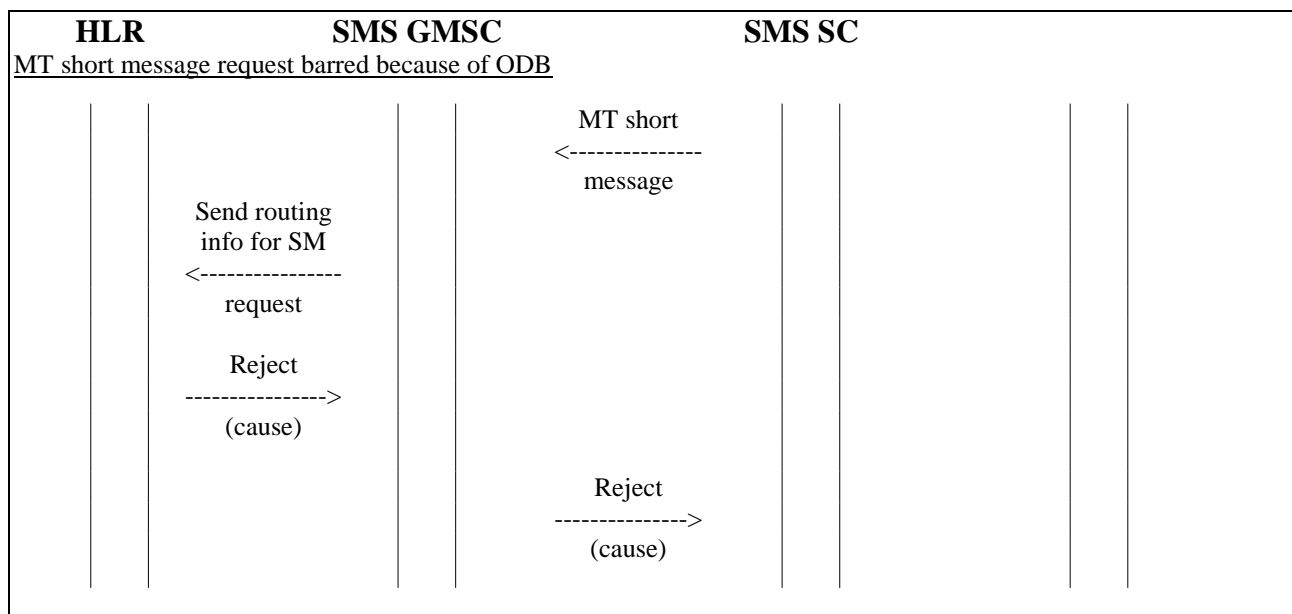 HLR SMS GMSC SMS SC
MT short message request barred because of ODB
MT short
<---------------
message
Send routing
info for SM
<----------------
request
Reject
---------------->
(cause)
Reject
--------------->
(cause)